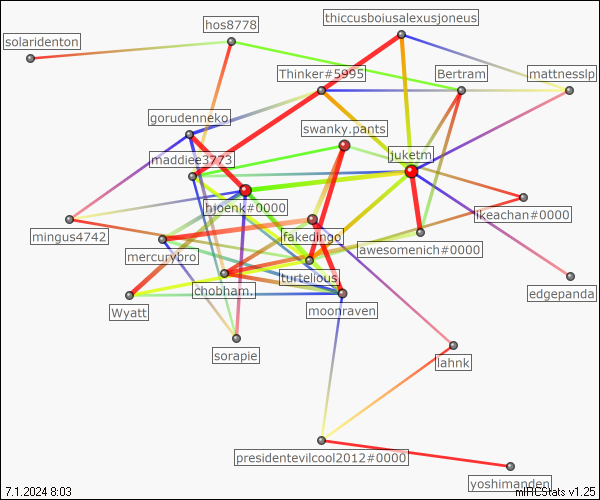 thiccusboiusalexusjoneus
hos8778
solaridenton
Thinker#5995
Bertram
mattnesslp
gorudenneko
swanky.pants
maddiee3773
juketm
hjoenk#0000
ikeachan#0000
mingus4742
fakedinoo
awesomenich#0000
mercurybro
turtelious
chobham.
edgepanda
Wyatt
moonraven
sorapie
lahnk
presidentevilcool2012#0000
yoshimanden
7.1.2024 8:03
mIRCStats v1.25